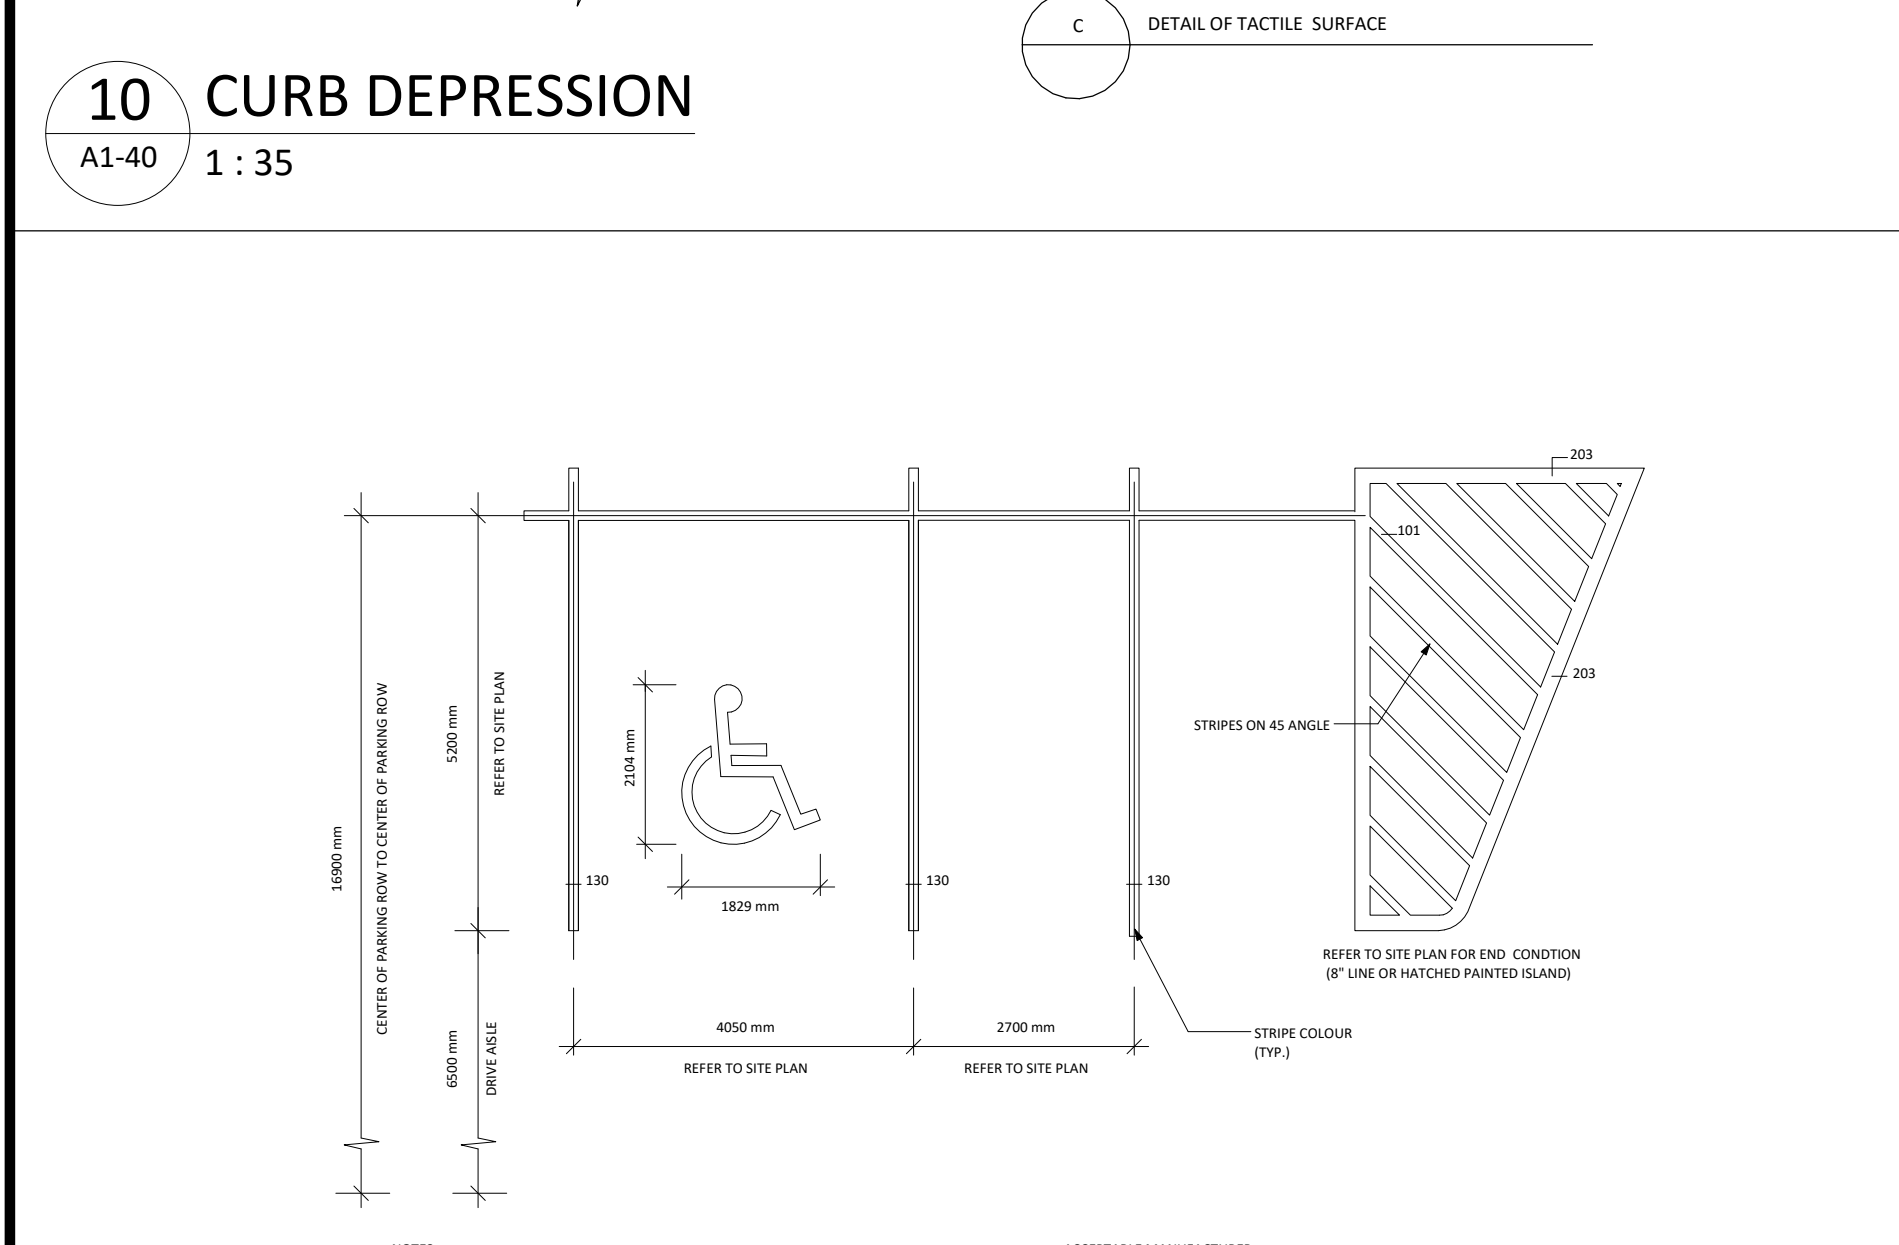 C
DETAIL OF TACTILE SURFACE
10
CURB DEPRESSION
A1-40
1 : 35
203
101
203
STRIPES ON 45 ANGLE
16900 mm
CENTER OF PARKING ROW TO CENTER OF PARKING ROW
5200 mm
REFER TO SITE PLAN
2104 mm
1829 mm
130
130
130
REFER TO SITE PLAN FOR END CONDTION
(8" LINE OR HATCHED PAINTED ISLAND)
6500 mm
DRIVE AISLE
4050 mm
REFER TO SITE PLAN
2700 mm
REFER TO SITE PLAN
STRIPE COLOUR
(TYP.)